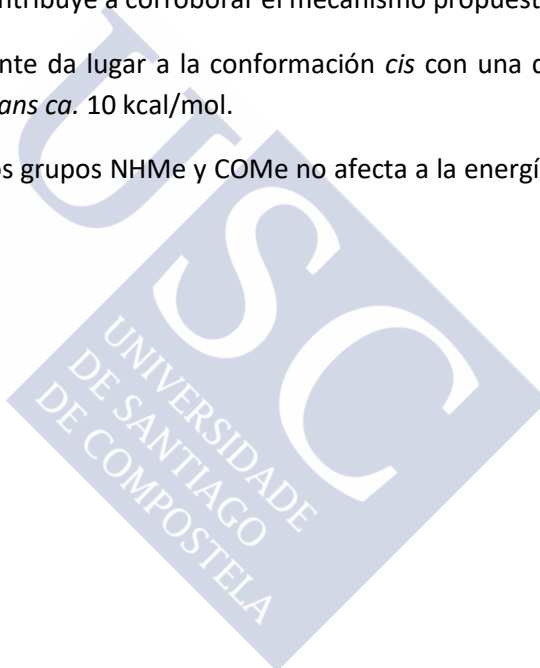 ntribuye a corroborar el mecanismo propuest
nte da lugar a la conformación cis con una
ans ca. 10 kcal/mol.
s grupos NHMe y COMe no afecta a la energí
USC
UNIVERSIDADE
DE SANTIAGO
DE COMPOSTELA